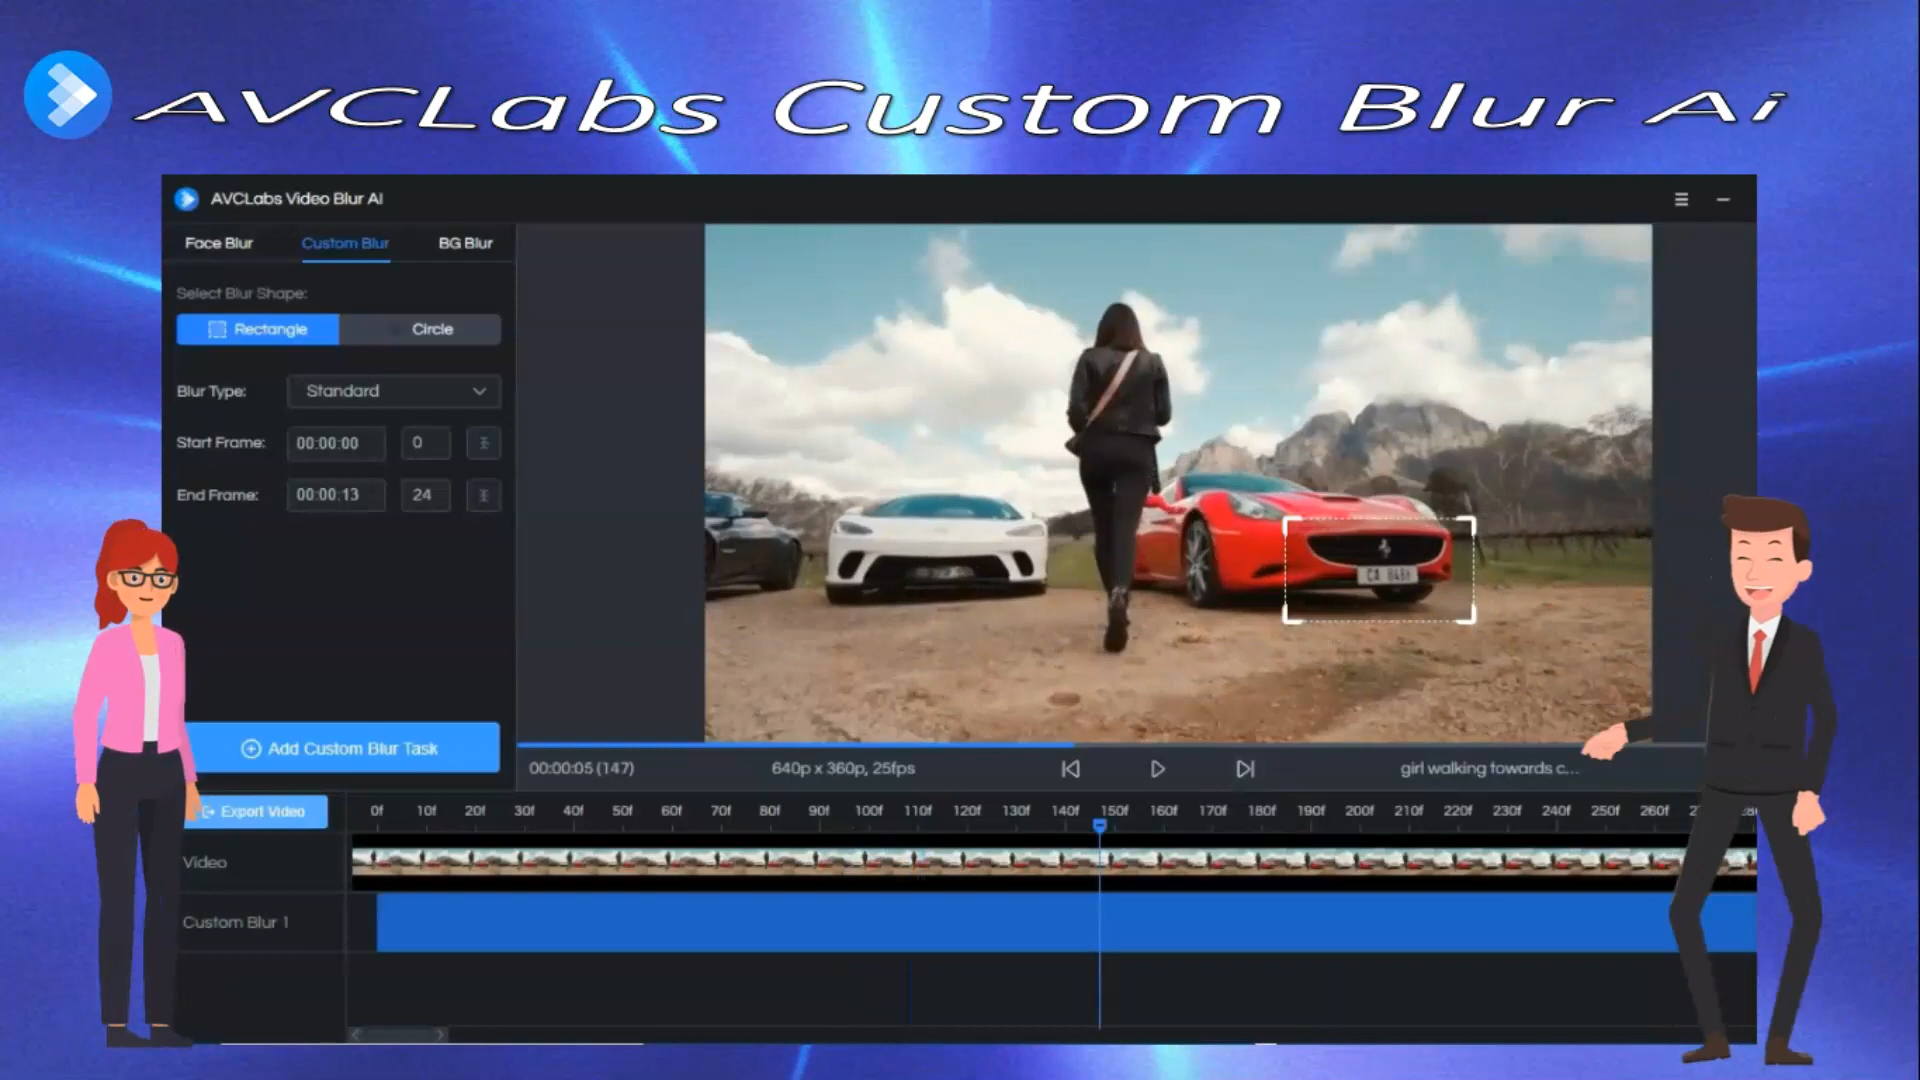 AVCLabs Custom Blur Ai
AVCLabs Video Blur AI
Face Blur Custom Blur BG Blur
Select Blur Shape:
Rectangle Circle
Blur Type: Standard
Start Frame: 00:00:00 0
End Frame: 00:00:13 24
CA
Add Custom Blur Task
00:00:05 (147) 640p x 360p, 25fps girl walking towards c...
Export Video 0f 10f 20f 30f 40f 50f 60f 70f 80f 90f 100f 110f 120f 130f 140f 150f 160f 170f 180f 190f 200f 210f 220f 230f 240f 250f 260f
Video
Custom Blur 1